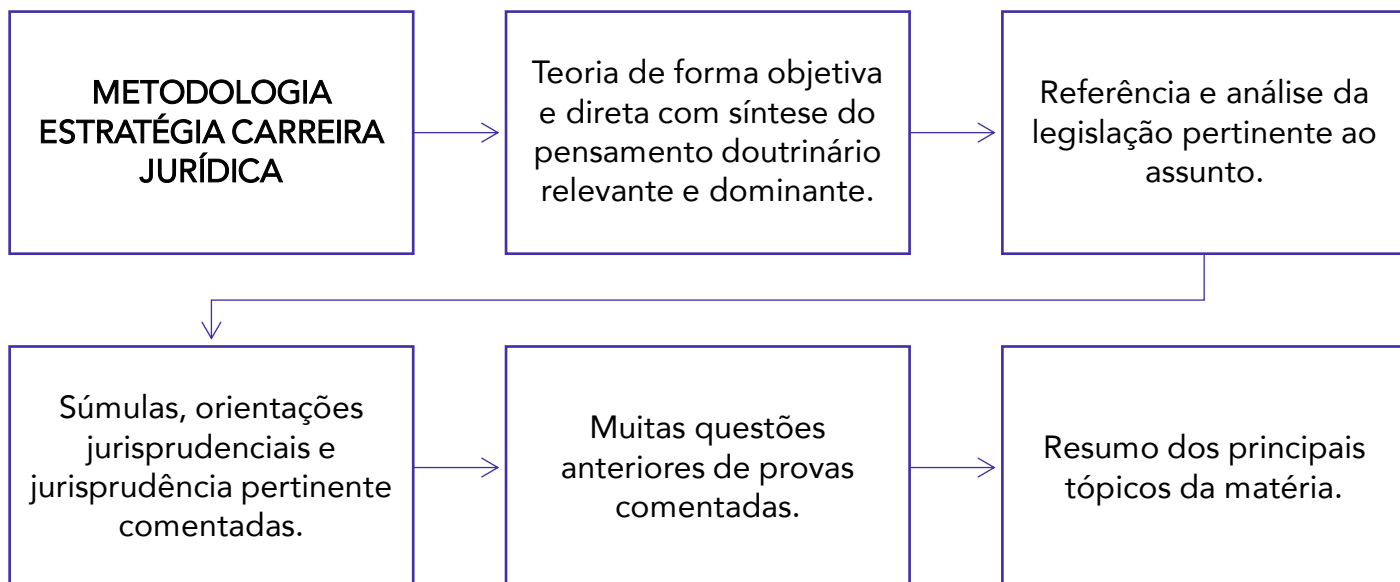 METODOLOGIA
ESTRATÉGIA CARREIRA
JURÍDICA
Teoria de forma objetiva
e direta com síntese do
pensamento doutrinário
relevante e dominante.
Referência e análise da
legislação pertinente ao
assunto.
Súmulas, orientações
jurisprudenciais e
jurisprudência pertinente
comentadas.
Muitas questões
anteriores de provas
comentadas.
Resumo dos principais
tópicos da matéria.